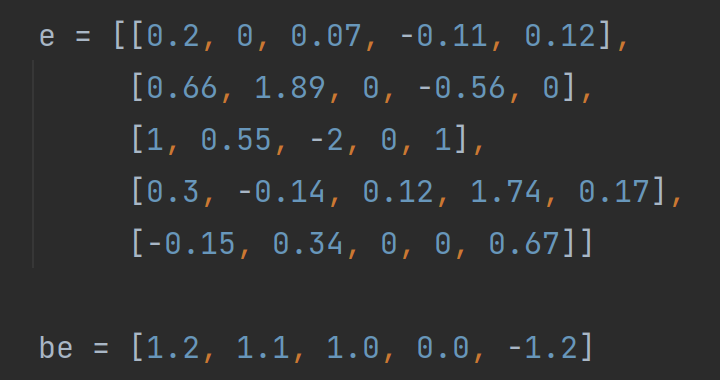 e = [[0.2, 0, 0.07, -0.11, 0.12],
[0.66, 1.89, 0, -0.56, 0],
[1, 0.55, -2, 0, 1],
[0.3, -0.14, 0.12, 1.74, 0.17],
[-0.15, 0.34, 0, 0, 0.67]]
be = [1.2, 1.1, 1.0, 0.0, -1.2]